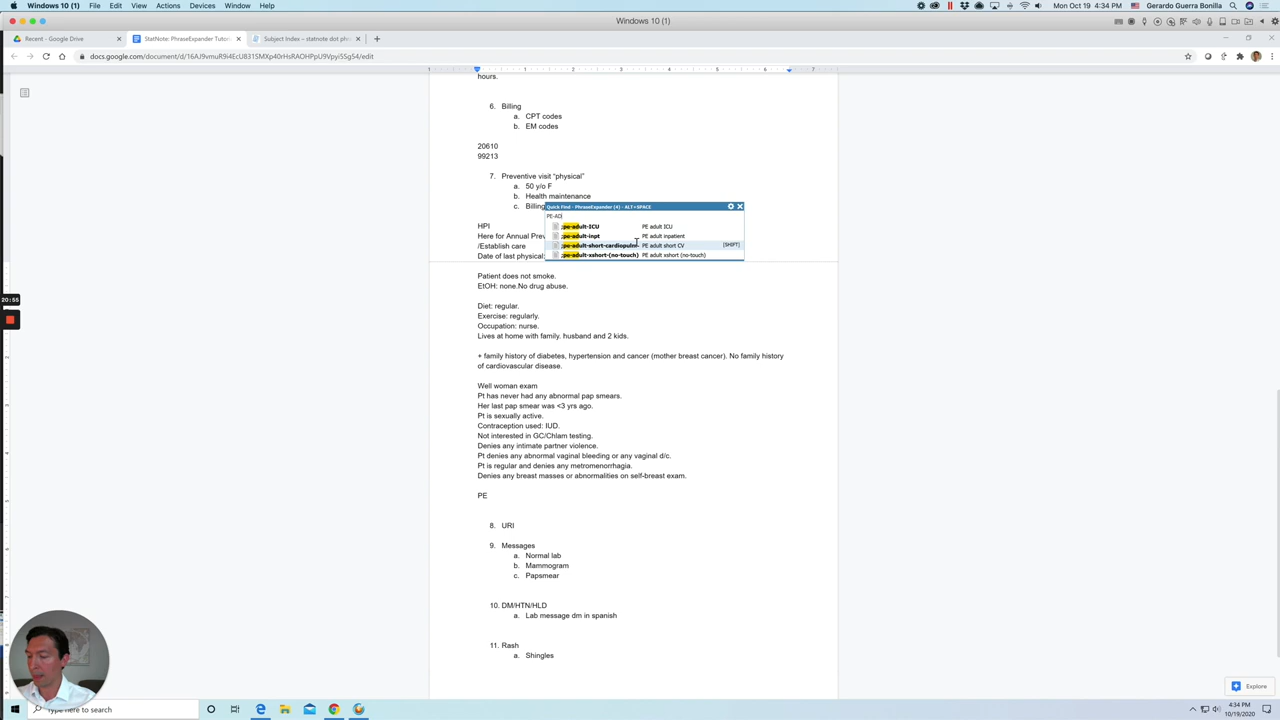 Windows 10 (1) File Edit View Actions Devices Window Help
Mon Oct 19 4:34 PM Gerardo Guerra Bonilla
Windows 10 (1)
Recent - Google Drive
StatNote: PhraseExpander Tutori
Subject Index – statnote dot ph
docs.google.com/document/d/16AJ9vmuR9i4EcU831SMXp40rHsRAOHPpU9VpyiSSg54/edit
hours.
6. Billing
a. CPT codes
b. EM codes
20610
99213
7. Preventive visit "physical"
a. 50 y/o F
b. Health maintenance
c. Billing
Quick Find - PhraseExpander (4) - ALT+SPACE
PE-AD
;pe-adult-ICU PE adult ICU
;pe-adult-inpt PE adult inpatient
;pe-adult-short-cardiopulm PE adult short CV [SHIFT]
;pe-adult-xshort-(no-touch) PE adult xshort (no-touch)
HPI
Here for Annual Prev
/Establish care
Date of last physical:
Patient does not smoke.
EtOH: none.No drug abuse.
20:55
Diet: regular.
Exercise: regularly.
Occupation: nurse.
Lives at home with family. husband and 2 kids.
+ family history of diabetes, hypertension and cancer (mother breast cancer). No family history
of cardiovascular disease.
Well woman exam
Pt has never had any abnormal pap smears.
Her last pap smear was <3 yrs ago.
Pt is sexually active.
Contraception used: IUD.
Not interested in GC/Chlam testing.
Denies any intimate partner violence.
Pt denies any abnormal vaginal bleeding or any vaginal d/c.
Pt is regular and denies any metromenorrhagia.
Denies any breast masses or abnormalities on self-breast exam.
PE
8. URI
9. Messages
a. Normal lab
b. Mammogram
c. Papsmear
10. DM/HTN/HLD
a. Lab message dm in spanish
11. Rash
a. Shingles
Explore
Type here to search
4:34 PM
10/19/2020